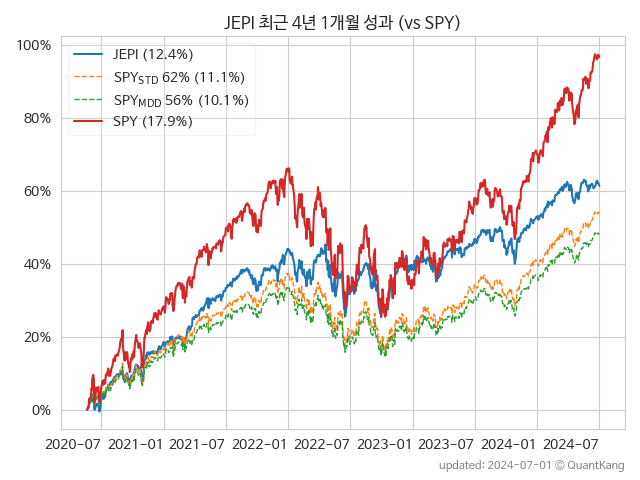 JEPI 최근 4년 1개월 성과 (vs SPY)
100%
80%
60%
40%
20%
0%
JEPI (12.4%)
SPY_STD 62% (11.1%)
SPY_MDD 56% (10.1%)
SPY (17.9%)
2020-07 2021-01 2021-07 2022-01 2022-07 2023-01 2023-07 2024-01 2024-07
updated: 2024-07-01 © QuantKang